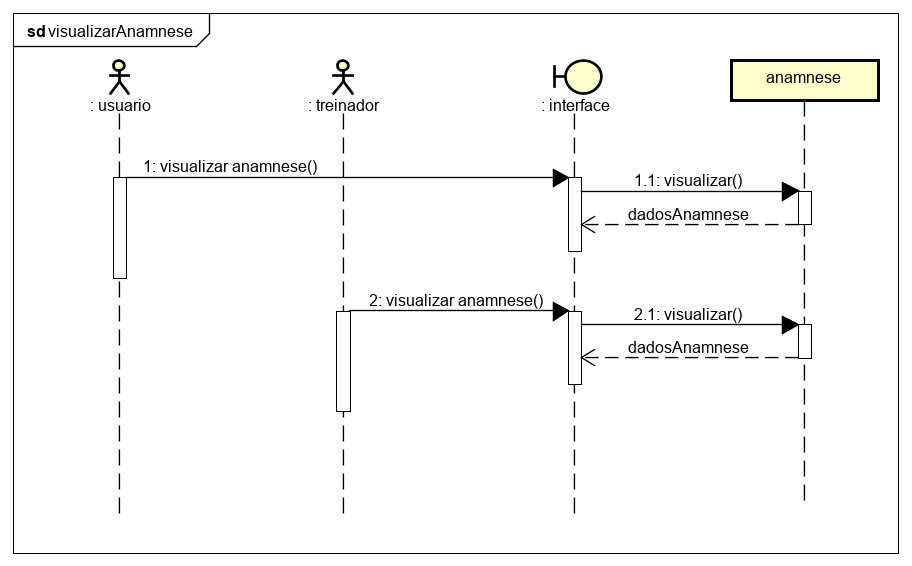 sd visualizarAnamnese
: usuario
: treinador
: interface
anamnese
1: visualizar anamnese()
1.1: visualizar()
dadosAnamnese
2: visualizar anamnese()
2.1: visualizar()
dadosAnamnese